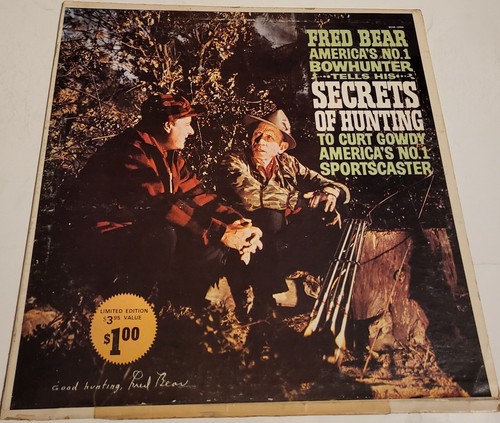 FRED BEAR
AMERICA'S NO.1
BOWHUNTER
TELLS HIS
SECRETS
OF HUNTING
TO CURT GOWDY
AMERICA'S NO.1
SPORTSCASTER
LIMITED EDITION
$3.95 VALUE
$1.00
Good hunting, Fred Bear